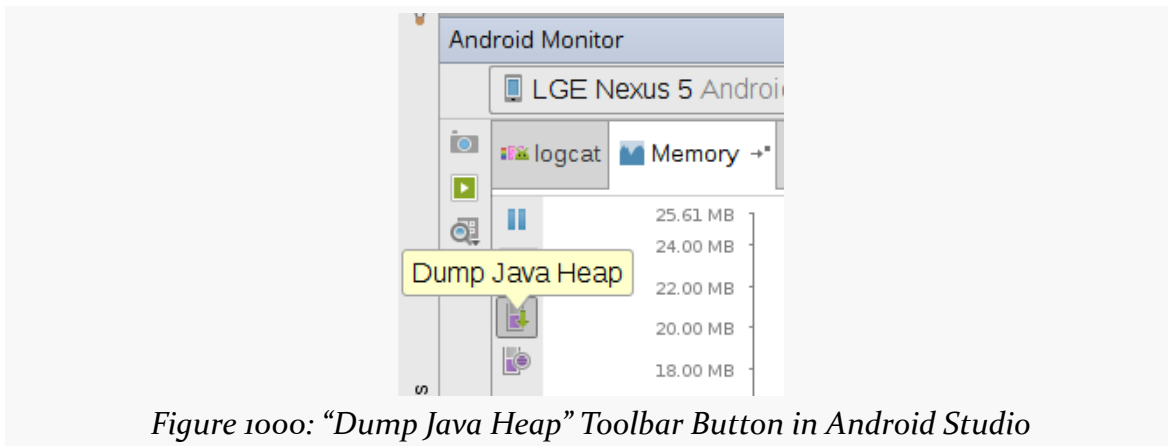 Android Monitor
LGE Nexus 5 Androi
logcat Memory
25.61 MB
24.00 MB
Dump Java Heap
22.00 MB
20.00 MB
18.00 MB
s
Figure 1000: “Dump Java Heap” Toolbar Button in Android Studio